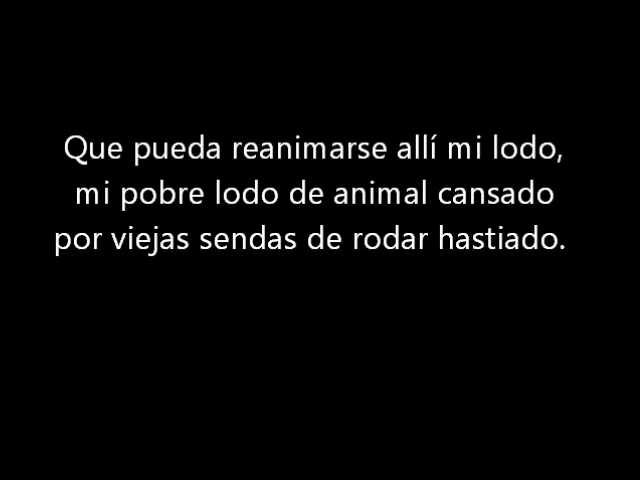 Que pueda reanimarse allí mi lodo,
mi pobre lodo de animal cansado
por viejas sendas de rodar hastiado.